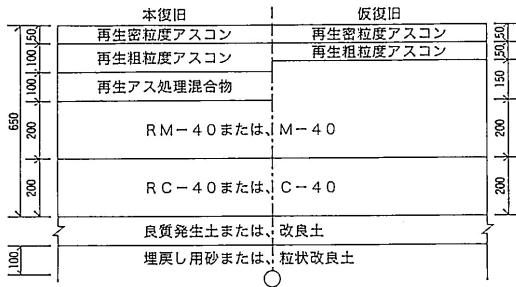 本復旧 仮復旧
50 再生密粒度アスコン 再生密粒度アスコン 50
100 再生粗粒度アスコン 再生粗粒度アスコン 50
100 再生アス処理混合物 150
650
200 RM-40または、M-40 200
200 RC-40または、C-40 200
良質発生土または、改良土
100 埋戻し用砂または、粒状改良土